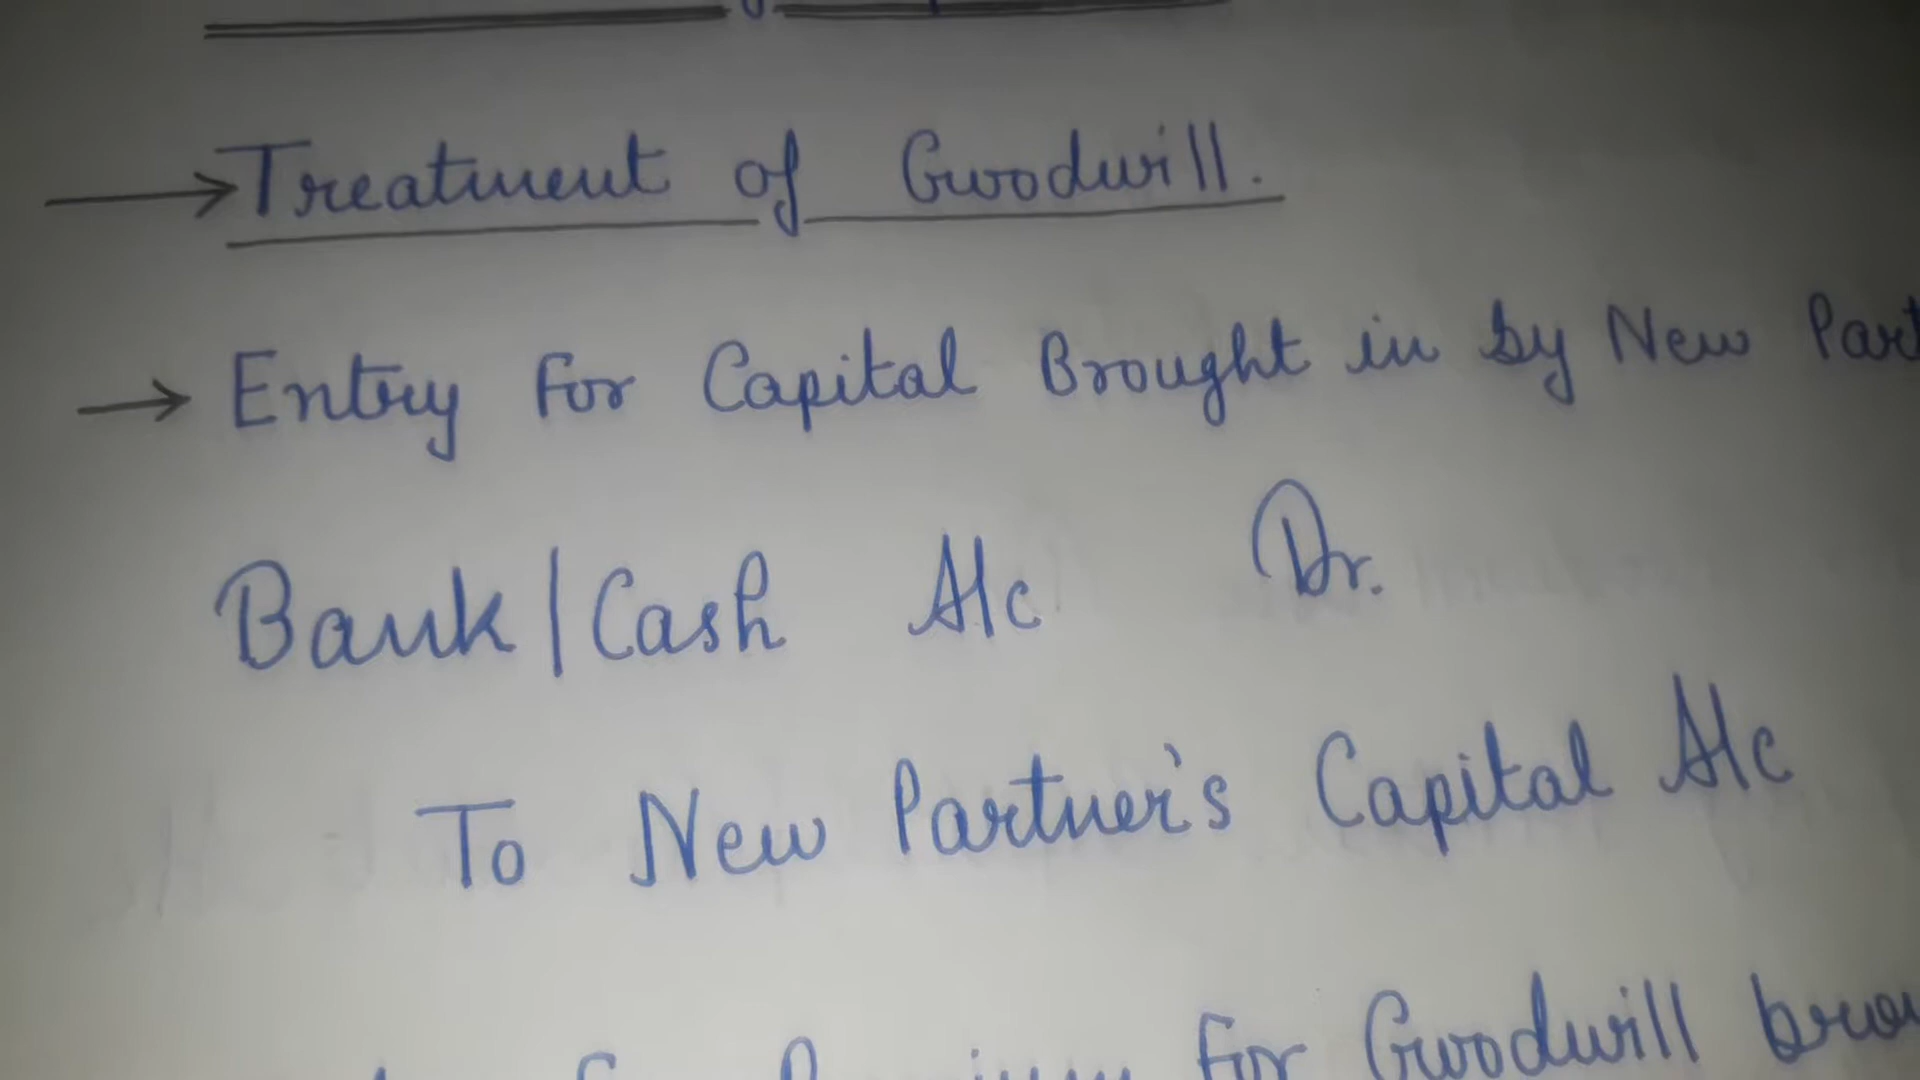 → Treatment of Goodwill.
→ Entry For Capital Brought in by New Part
Bank/Cash A/c Dr.
To New Partner's Capital A/c
For Goodwill brou